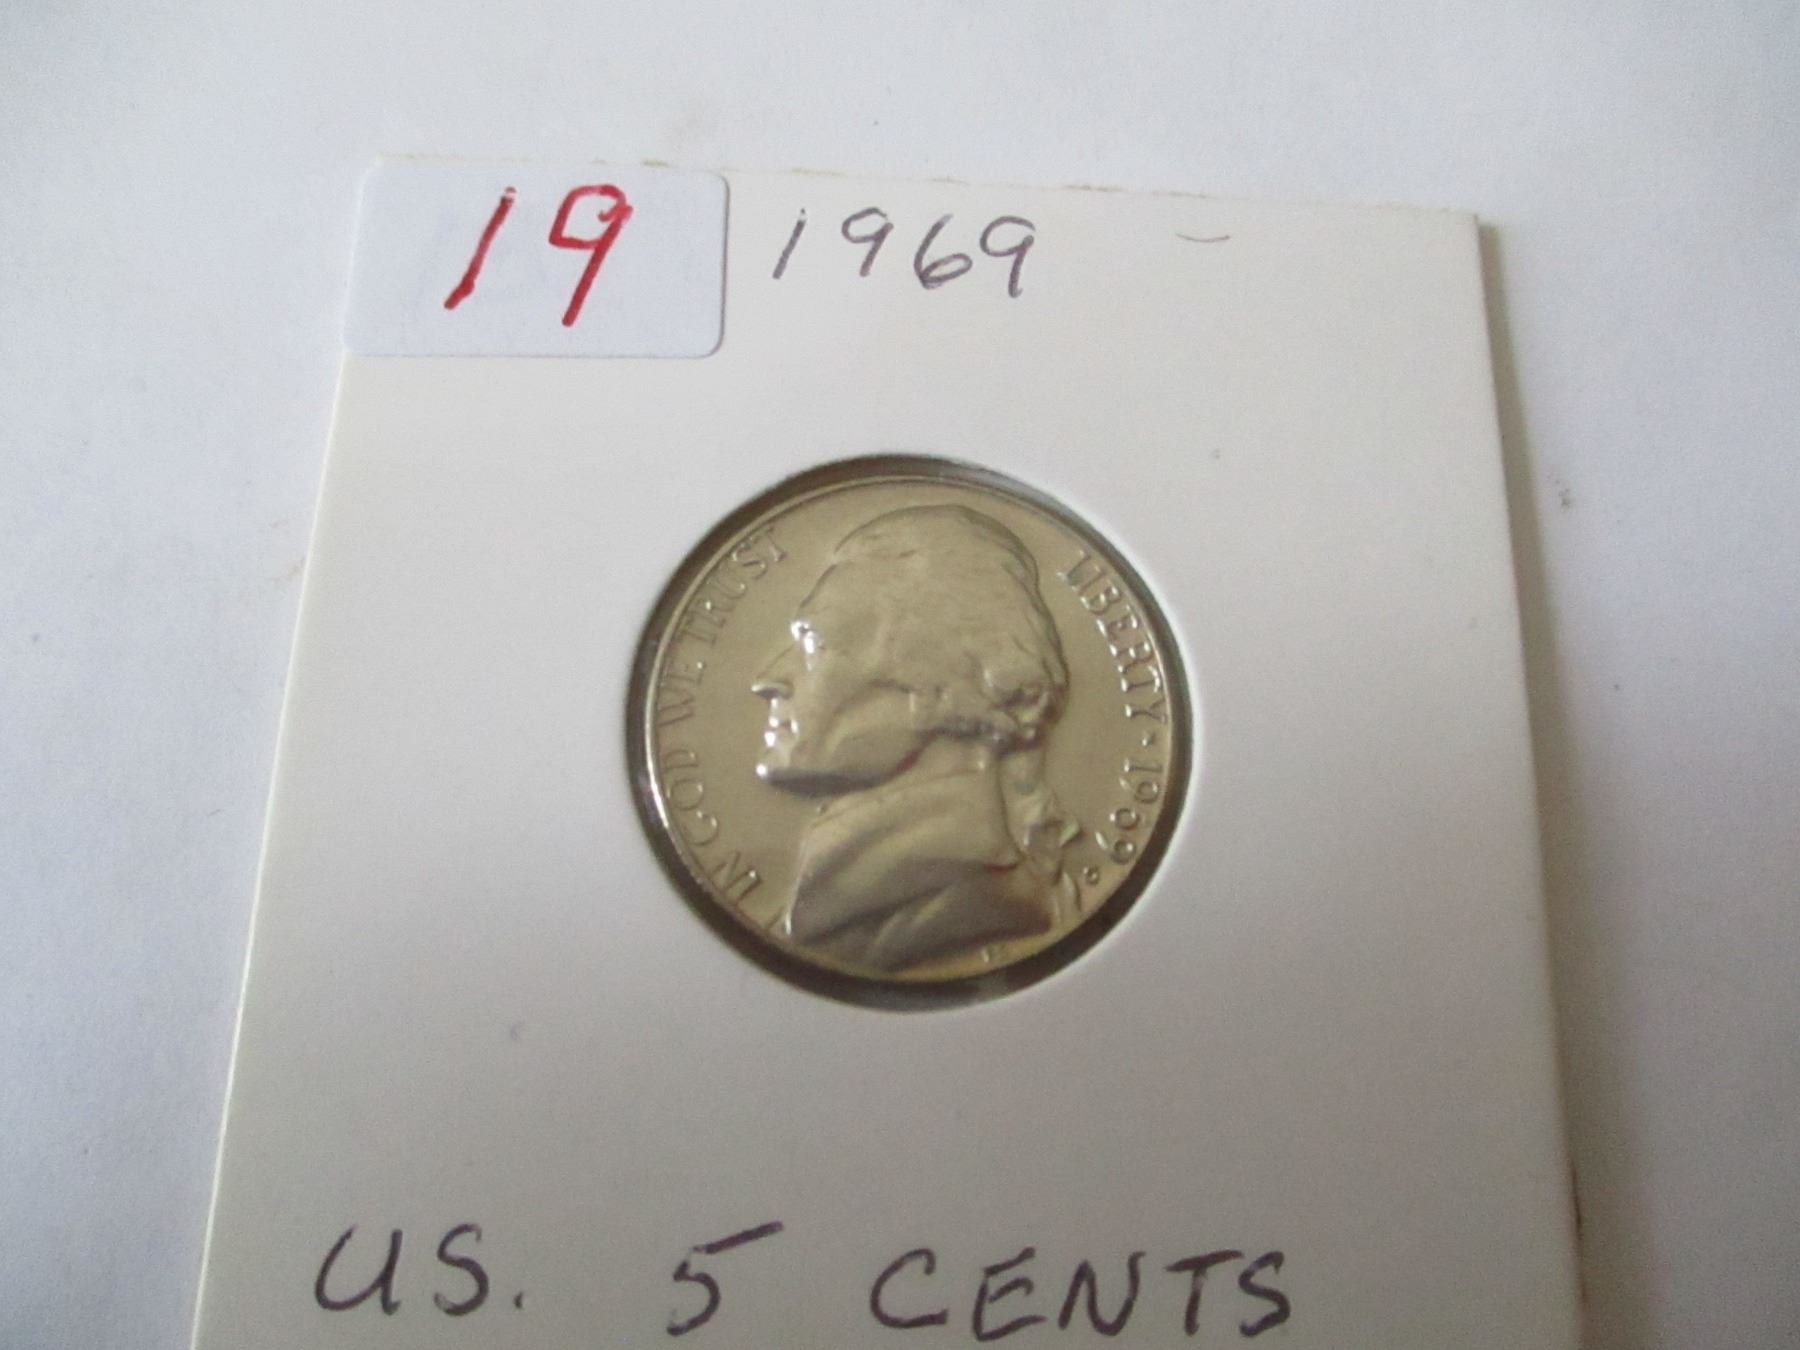 19
1969 -
IN GOD WE TRUST
LIBERTY · 1969
US. 5 CENTS